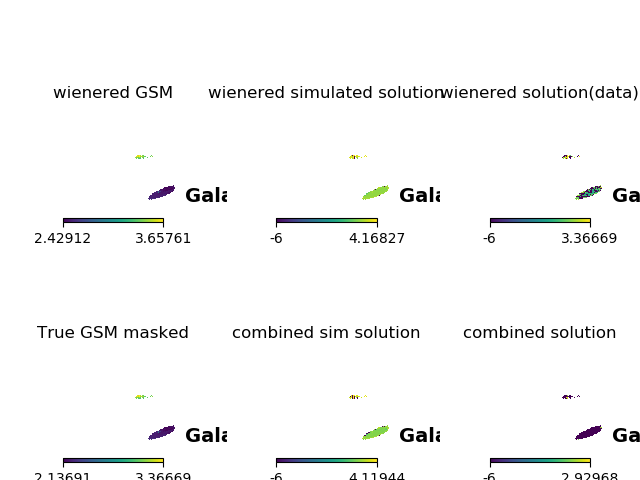 wienered GSM
wienered simulated solution
wienered solution(data)
Gala
Gala
Ga
2.42912 3.65761
-6 4.16827
-6 3.36669
True GSM masked
combined sim solution
combined solution
Gala
Gala
Ga
2.13691 3.36669
-6 4.11944
-6 2.92968